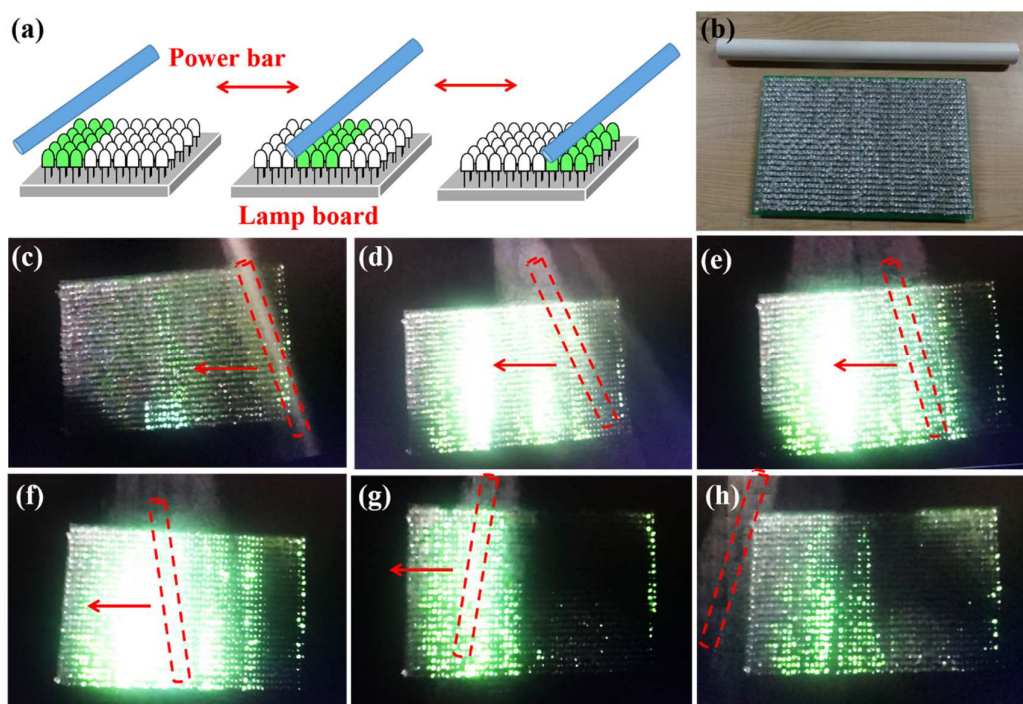 (a)
Power bar
Lamp board
(b)
(c)
(d)
(e)
(f)
(g)
(h)